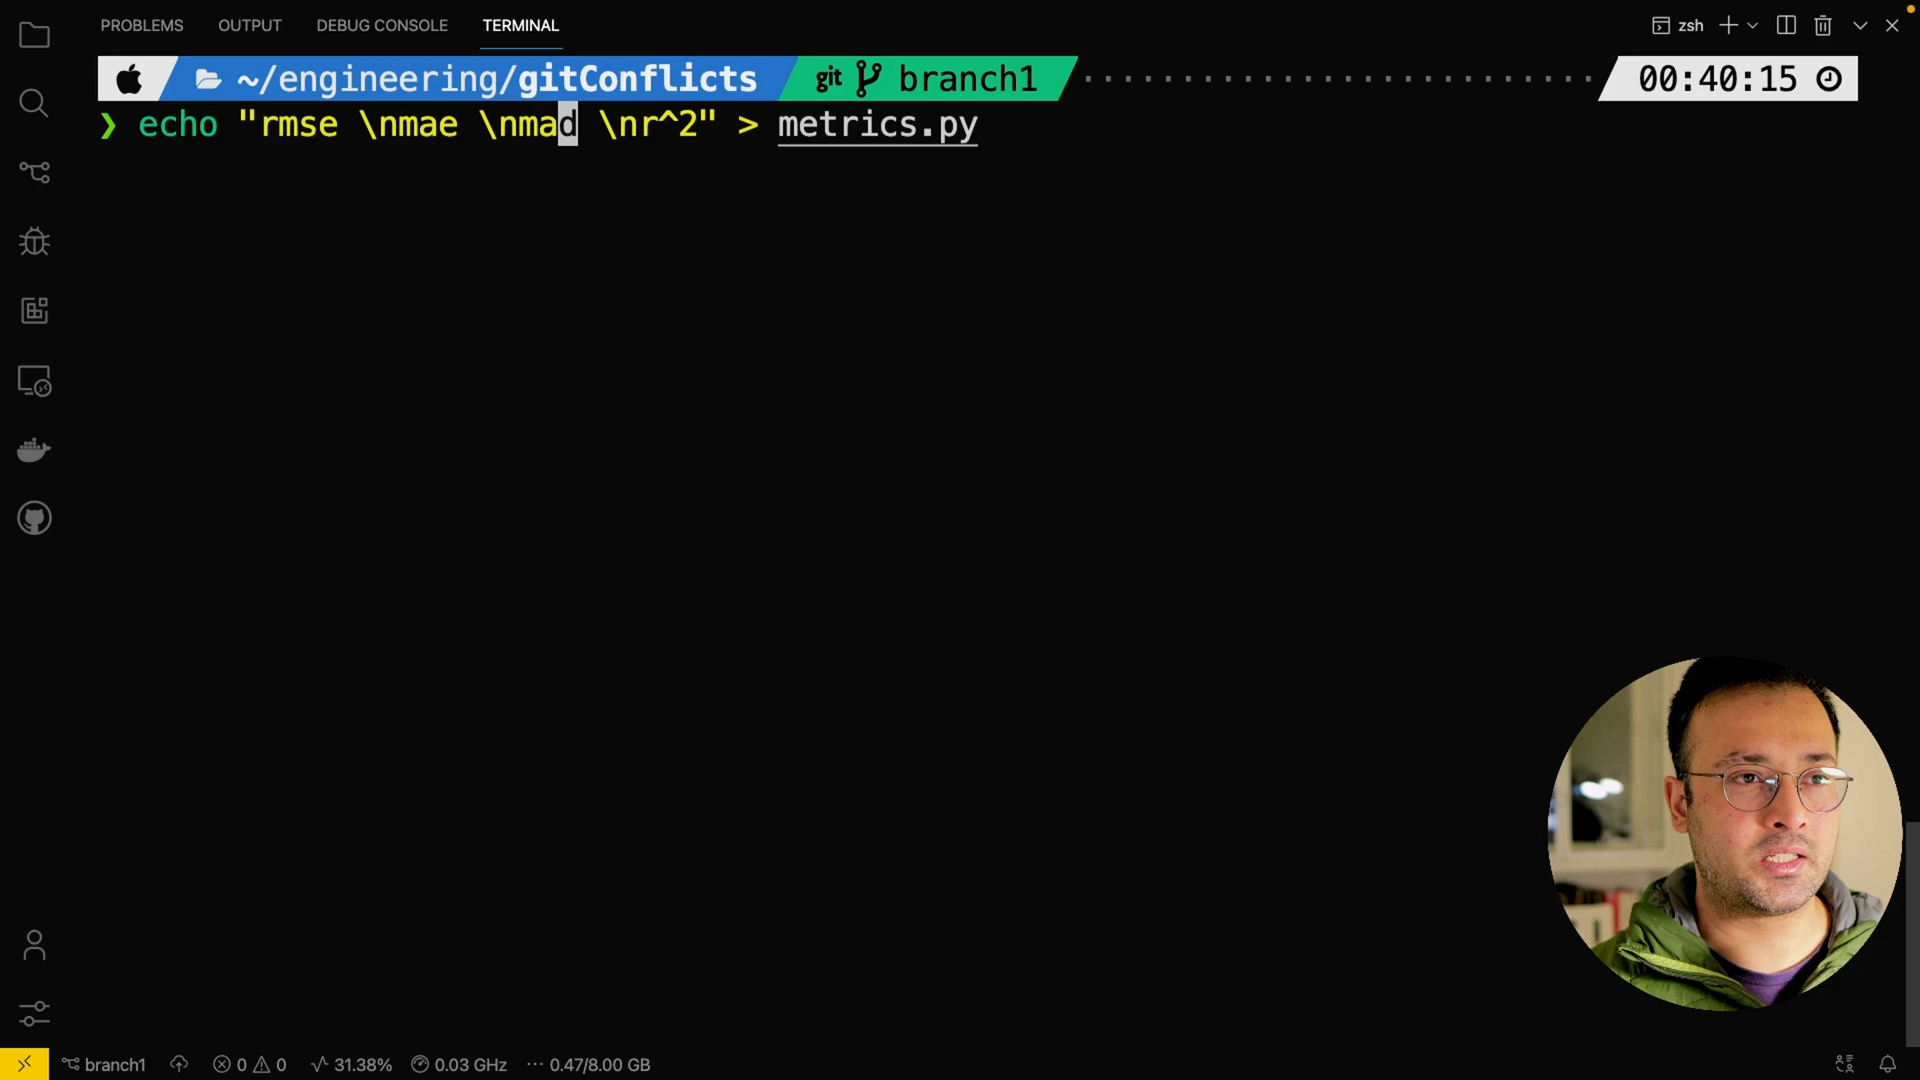 PROBLEMS OUTPUT DEBUG CONSOLE TERMINAL zsh
~/engineering/gitConflicts git branch1 00:40:15
❯ echo "rmse \nmae \nmad \nr^2" > metrics.py
branch1 0 0 31.38% 0.03 GHz ··· 0.47/8.00 GB